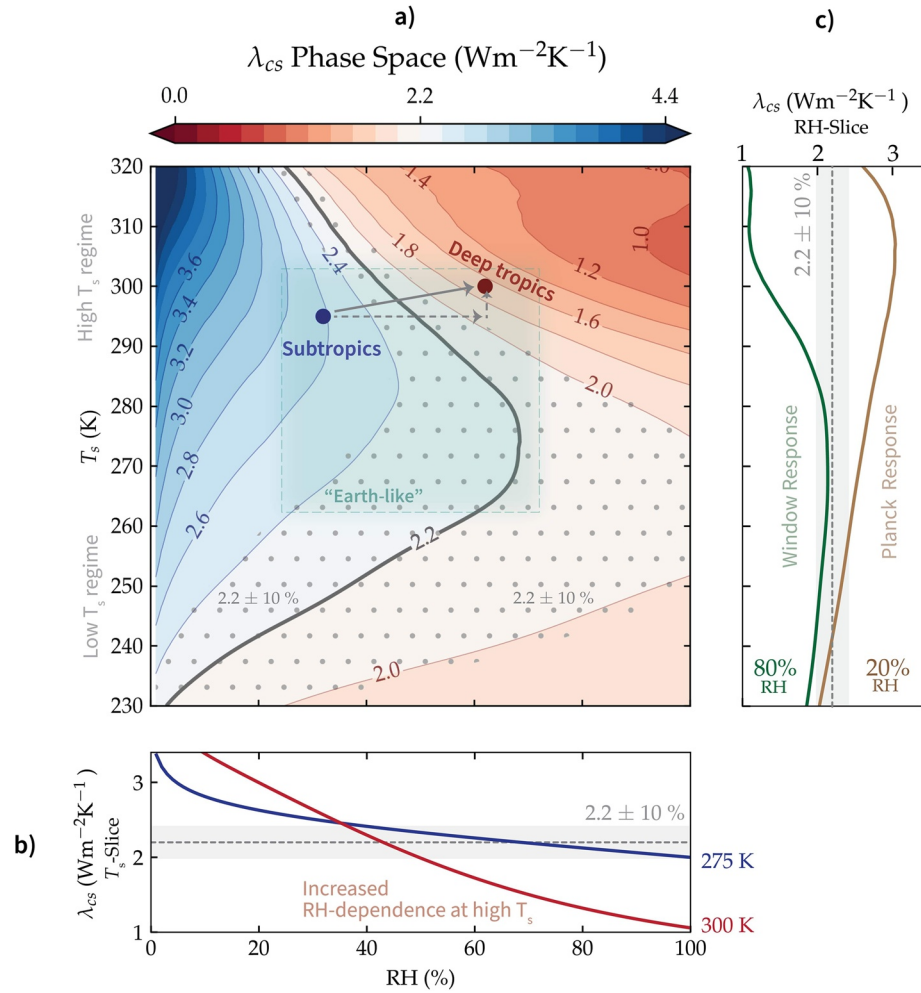 a)
λcs Phase Space (Wm−2K−1)
0.0 2.2 4.4
320
310
300
290
280
270
260
250
240
230
Ts (K)
High Ts regime
Low Ts regime
3.6
3.4
3.2
3.0
2.8
2.6
2.4
2.2
2.0
2.0
1.8
1.6
1.4
1.2
1.0
Deep tropics
Subtropics
“Earth-like”
2.2 ± 10 %
2.2 ± 10 %
c)
λcs (Wm−2K−1)
RH-Slice
1 2 3
2.2 ± 10 %
Window Response
Planck Response
80%
RH
20%
RH
b)
λcs (Wm−2K−1)
Ts-Slice
3
2
1
2.2 ± 10 %
275 K
300 K
Increased
RH-dependence at high Ts
0 20 40 60 80 100
RH (%)